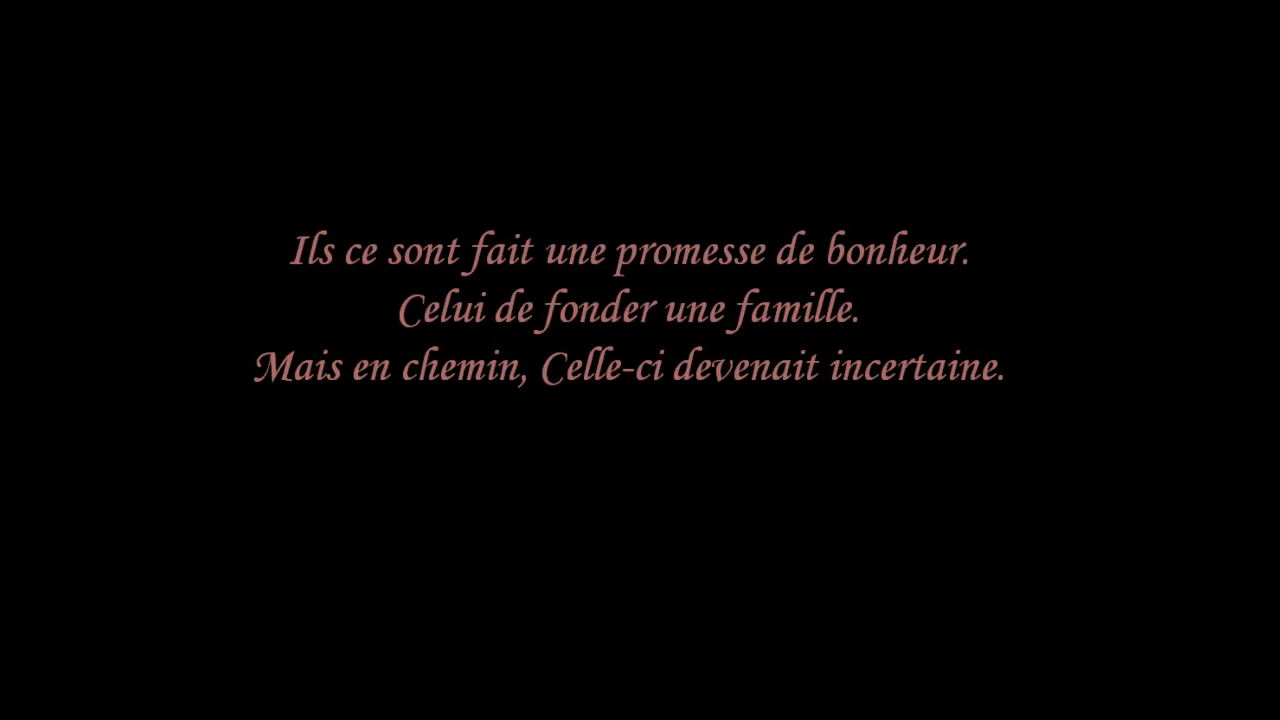 Ils ce sont fait une promesse de bonheur.
Celui de fonder une famille.
Mais en chemin, Celle-ci devenait incertaine.